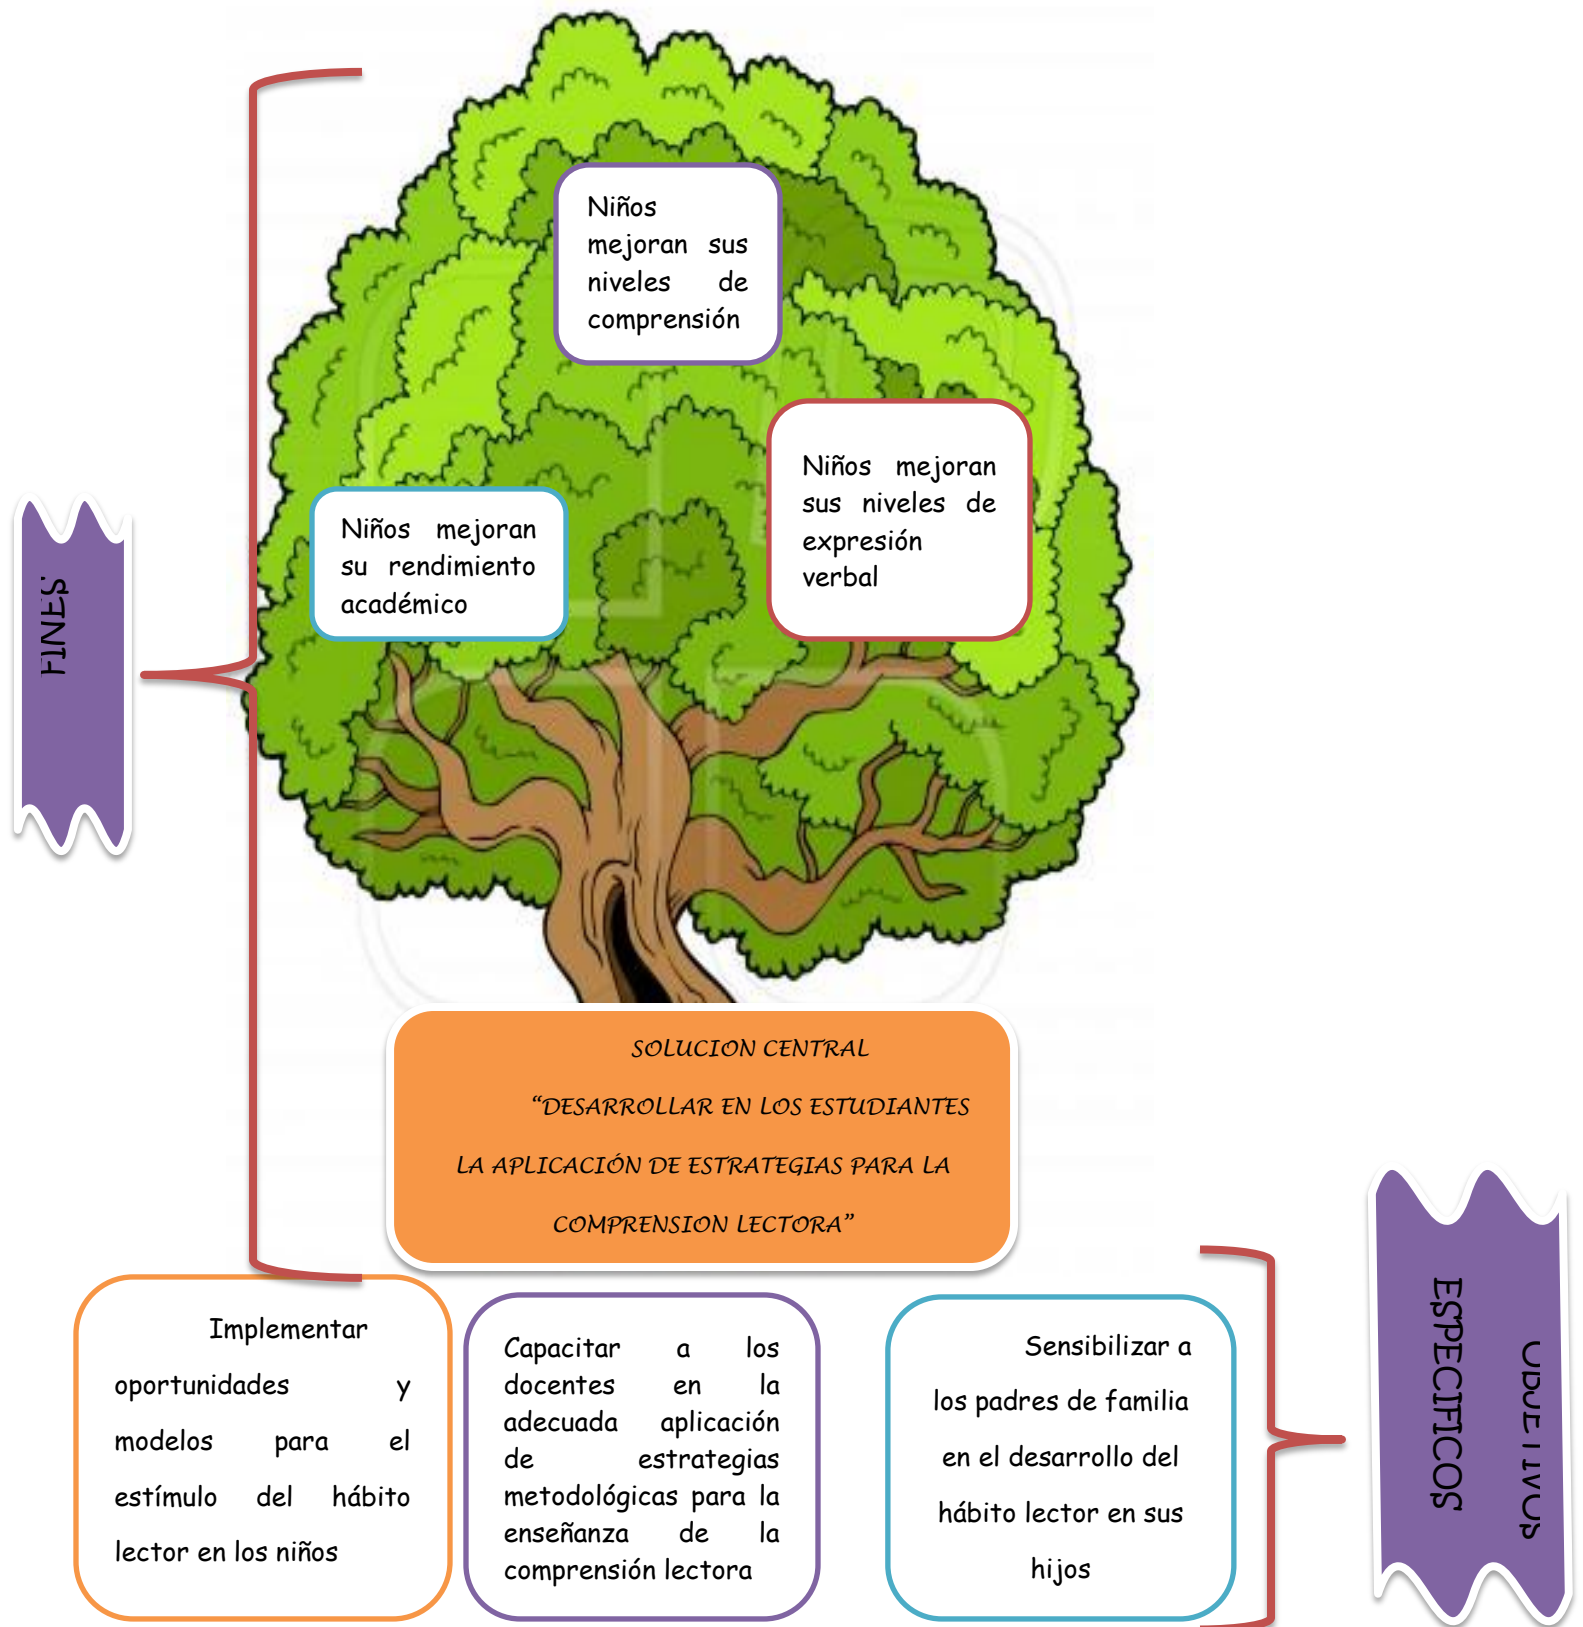 Niños
mejoran sus
niveles de
comprensión
Niños mejoran
sus niveles de
expresión
verbal
Niños mejoran
su rendimiento
académico
FINES
SOLUCION CENTRAL
“DESARROLLAR EN LOS ESTUDIANTES
LA APLICACIÓN DE ESTRATEGIAS PARA LA
COMPRENSION LECTORA”
Implementar
oportunidades y
modelos para el
estímulo del hábito
lector en los niños
Capacitar a los
docentes en la
adecuada aplicación
de estrategias
metodológicas para la
enseñanza de la
comprensión lectora
Sensibilizar a
los padres de familia
en el desarrollo del
hábito lector en sus
hijos
OBJETIVOS
ESPECIFICOS